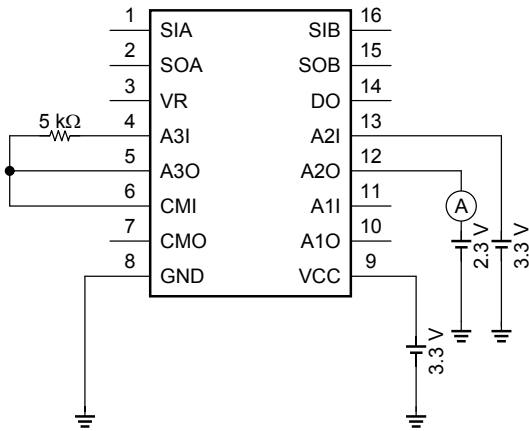 1 SIA SIB 16
2 SOA SOB 15
3 VR DO 14
5 kΩ 4 A3I A2I 13
5 A3O A2O 12
6 CMI A1I 11
A
7 CMO A1O 10
2.3 V
3.3 V
8 GND VCC 9
3.3 V